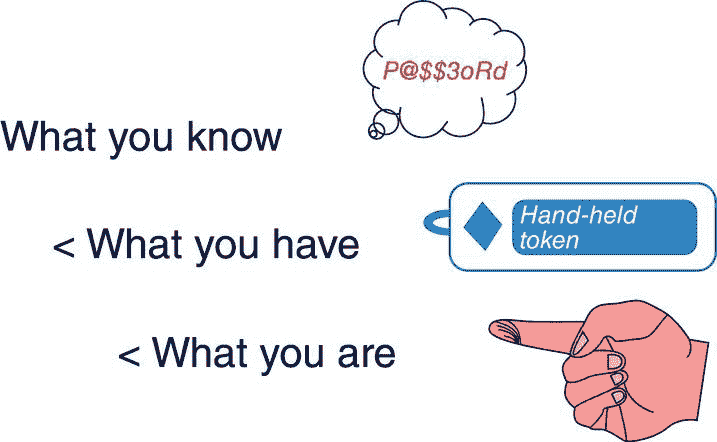 P@$$3oRd
What you know
< What you have
Hand-held
token
< What you are